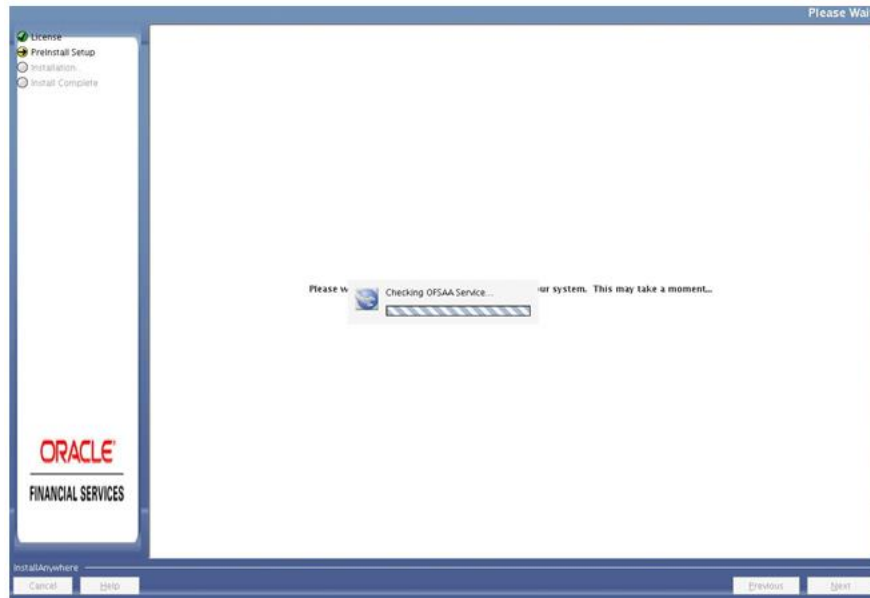 Please Wai
License
PreInstall Setup
Installation...
Install Complete
Please w
Checking OFSAA Service...
ur system. This may take a moment...
ORACLE
FINANCIAL SERVICES
InstallAnywhere
Cancel
Help
Previous
Next